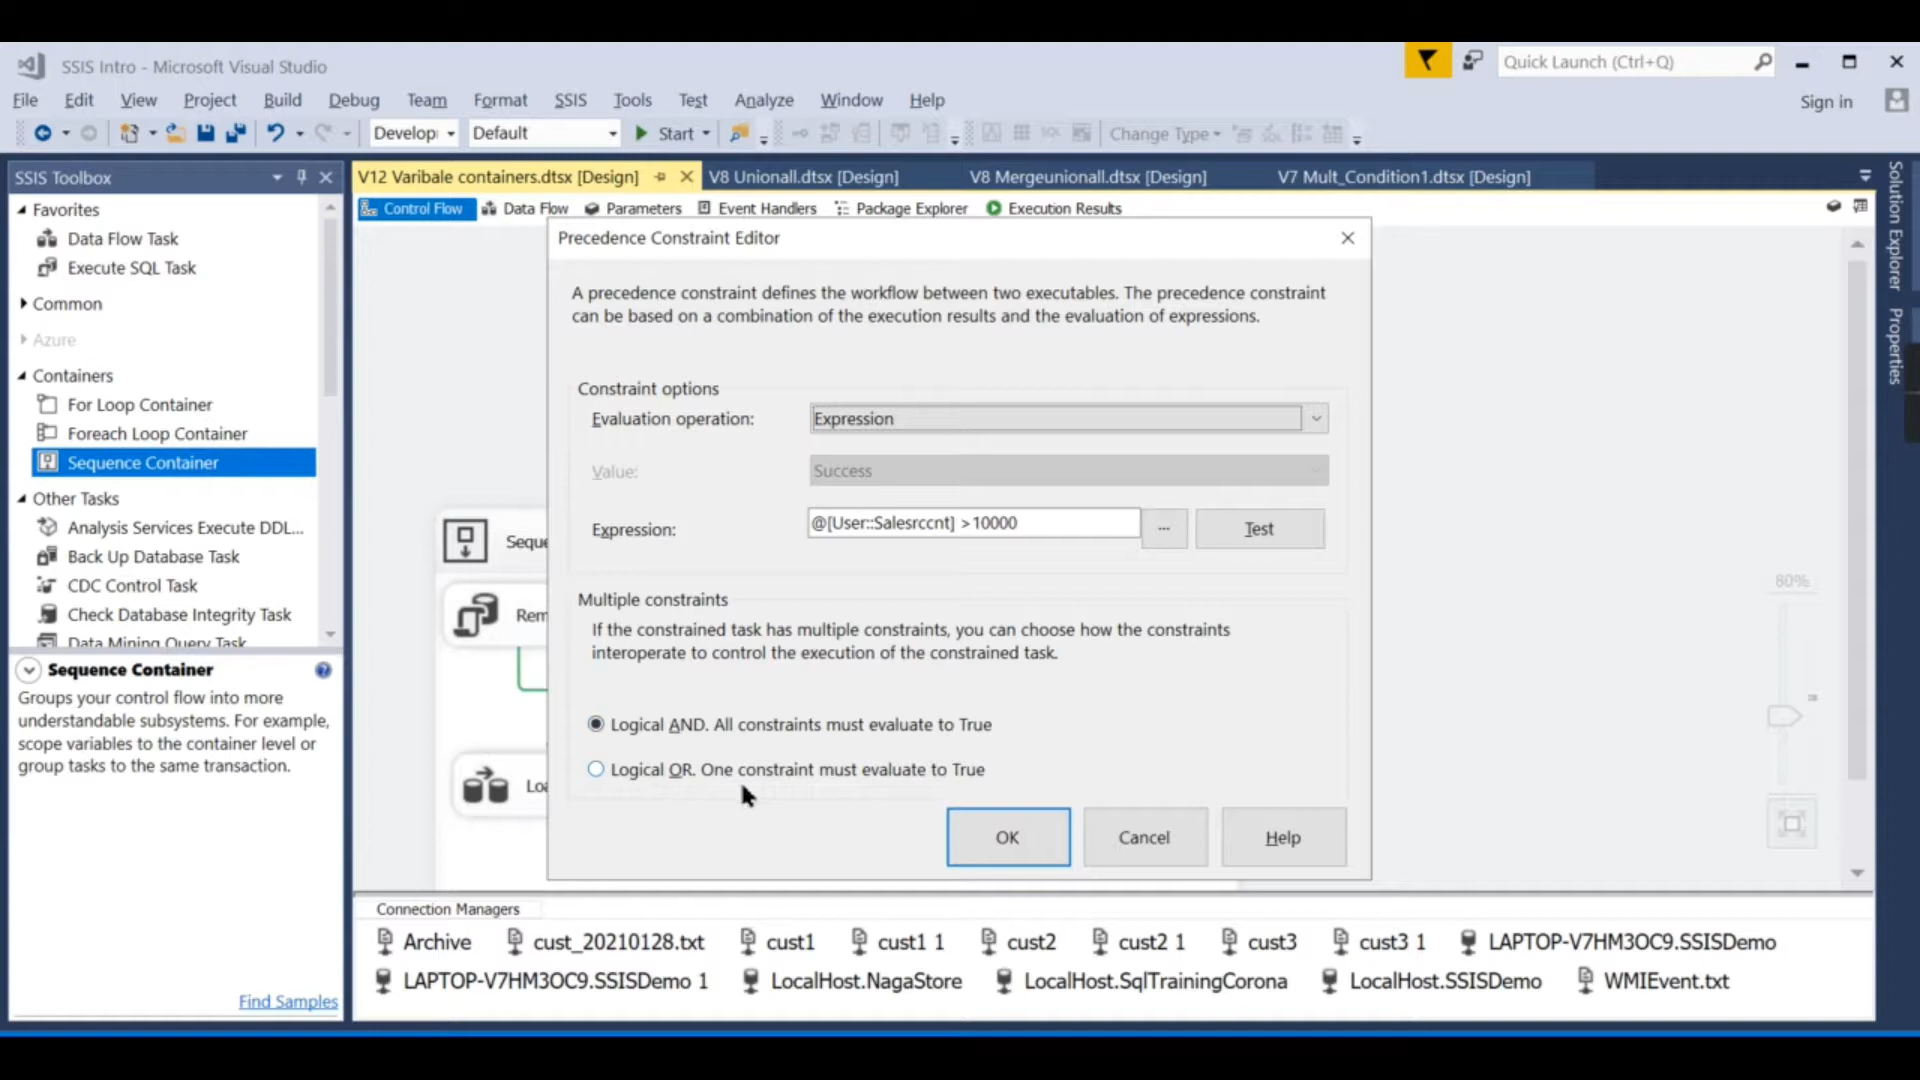 SSIS Intro - Microsoft Visual Studio
Quick Launch (Ctrl+Q)
File Edit View Project Build Debug Team Format SSIS Tools Test Analyze Window Help
Sign in
Develop Default Start Change Type
SSIS Toolbox
V12 Varibale containers.dtsx [Design] V8 Unionall.dtsx [Design] V8 Mergeunionall.dtsx [Design] V7 Mult_Condition1.dtsx [Design]
Control Flow Data Flow Parameters Event Handlers Package Explorer Execution Results
Solution Explorer
Properties
Favorites
Data Flow Task
Execute SQL Task
Common
Azure
Containers
For Loop Container
Foreach Loop Container
Sequence Container
Other Tasks
Analysis Services Execute DDL...
Back Up Database Task
CDC Control Task
Check Database Integrity Task
Data Mining Query Task
Sequence Container
Groups your control flow into more
understandable subsystems. For example,
scope variables to the container level or
group tasks to the same transaction.
Find Samples
Seque
Rem
Loa
Precedence Constraint Editor
A precedence constraint defines the workflow between two executables. The precedence constraint
can be based on a combination of the execution results and the evaluation of expressions.
Constraint options
Evaluation operation: Expression
Value: Success
Expression: @[User::Salesrccnt] >10000 ... Test
Multiple constraints
If the constrained task has multiple constraints, you can choose how the constraints
interoperate to control the execution of the constrained task.
Logical AND. All constraints must evaluate to True
Logical OR. One constraint must evaluate to True
OK Cancel Help
80%
Connection Managers
Archive cust_20210128.txt cust1 cust1 1 cust2 cust2 1 cust3 cust3 1 LAPTOP-V7HM3OC9.SSISDemo
LAPTOP-V7HM3OC9.SSISDemo 1 LocalHost.NagaStore LocalHost.SqlTrainingCorona LocalHost.SSISDemo WMIEvent.txt